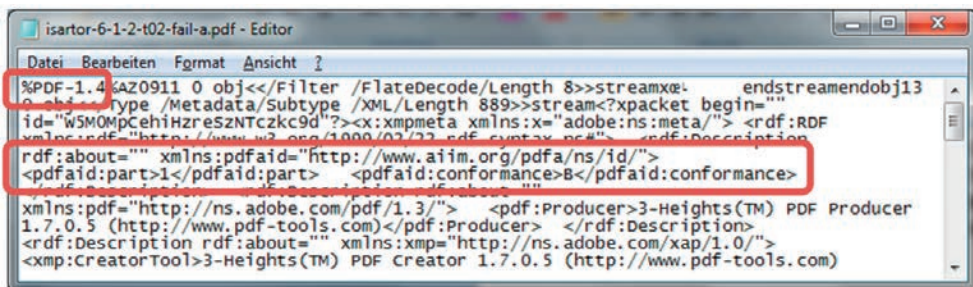 isartor-6-1-2-t02-fail-a.pdf - Editor
Datei Bearbeiten Format Ansicht ?
%PDF-1.4%AZ0911 0 obj<</Filter /FlateDecode/Length 8>>streamxœ endstreamendobj13
0 obj<</Type /Metadata/Subtype /XML/Length 889>>stream<?xpacket begin=""
id="W5M0MpCehiHzreSzNTczkc9d"?><x:xmpmeta xmlns:x="adobe:ns:meta/"> <rdf:RDF
xmlns:rdf="http://www.w3.org/1999/02/22-rdf-syntax-ns#"> <rdf:Description
rdf:about="" xmlns:pdfaid="http://www.aiim.org/pdfa/ns/id/">
<pdfaid:part>1</pdfaid:part> <pdfaid:conformance>B</pdfaid:conformance>
</rdf:Description> <rdf:Description rdf:about=""
xmlns:pdf="http://ns.adobe.com/pdf/1.3/"> <pdf:Producer>3-Heights(TM) PDF Producer
1.7.0.5 (http://www.pdf-tools.com)</pdf:Producer> </rdf:Description>
<rdf:Description rdf:about="" xmlns:xmp="http://ns.adobe.com/xap/1.0/">
<xmp:CreatorTool>3-Heights(TM) PDF Creator 1.7.0.5 (http://www.pdf-tools.com)